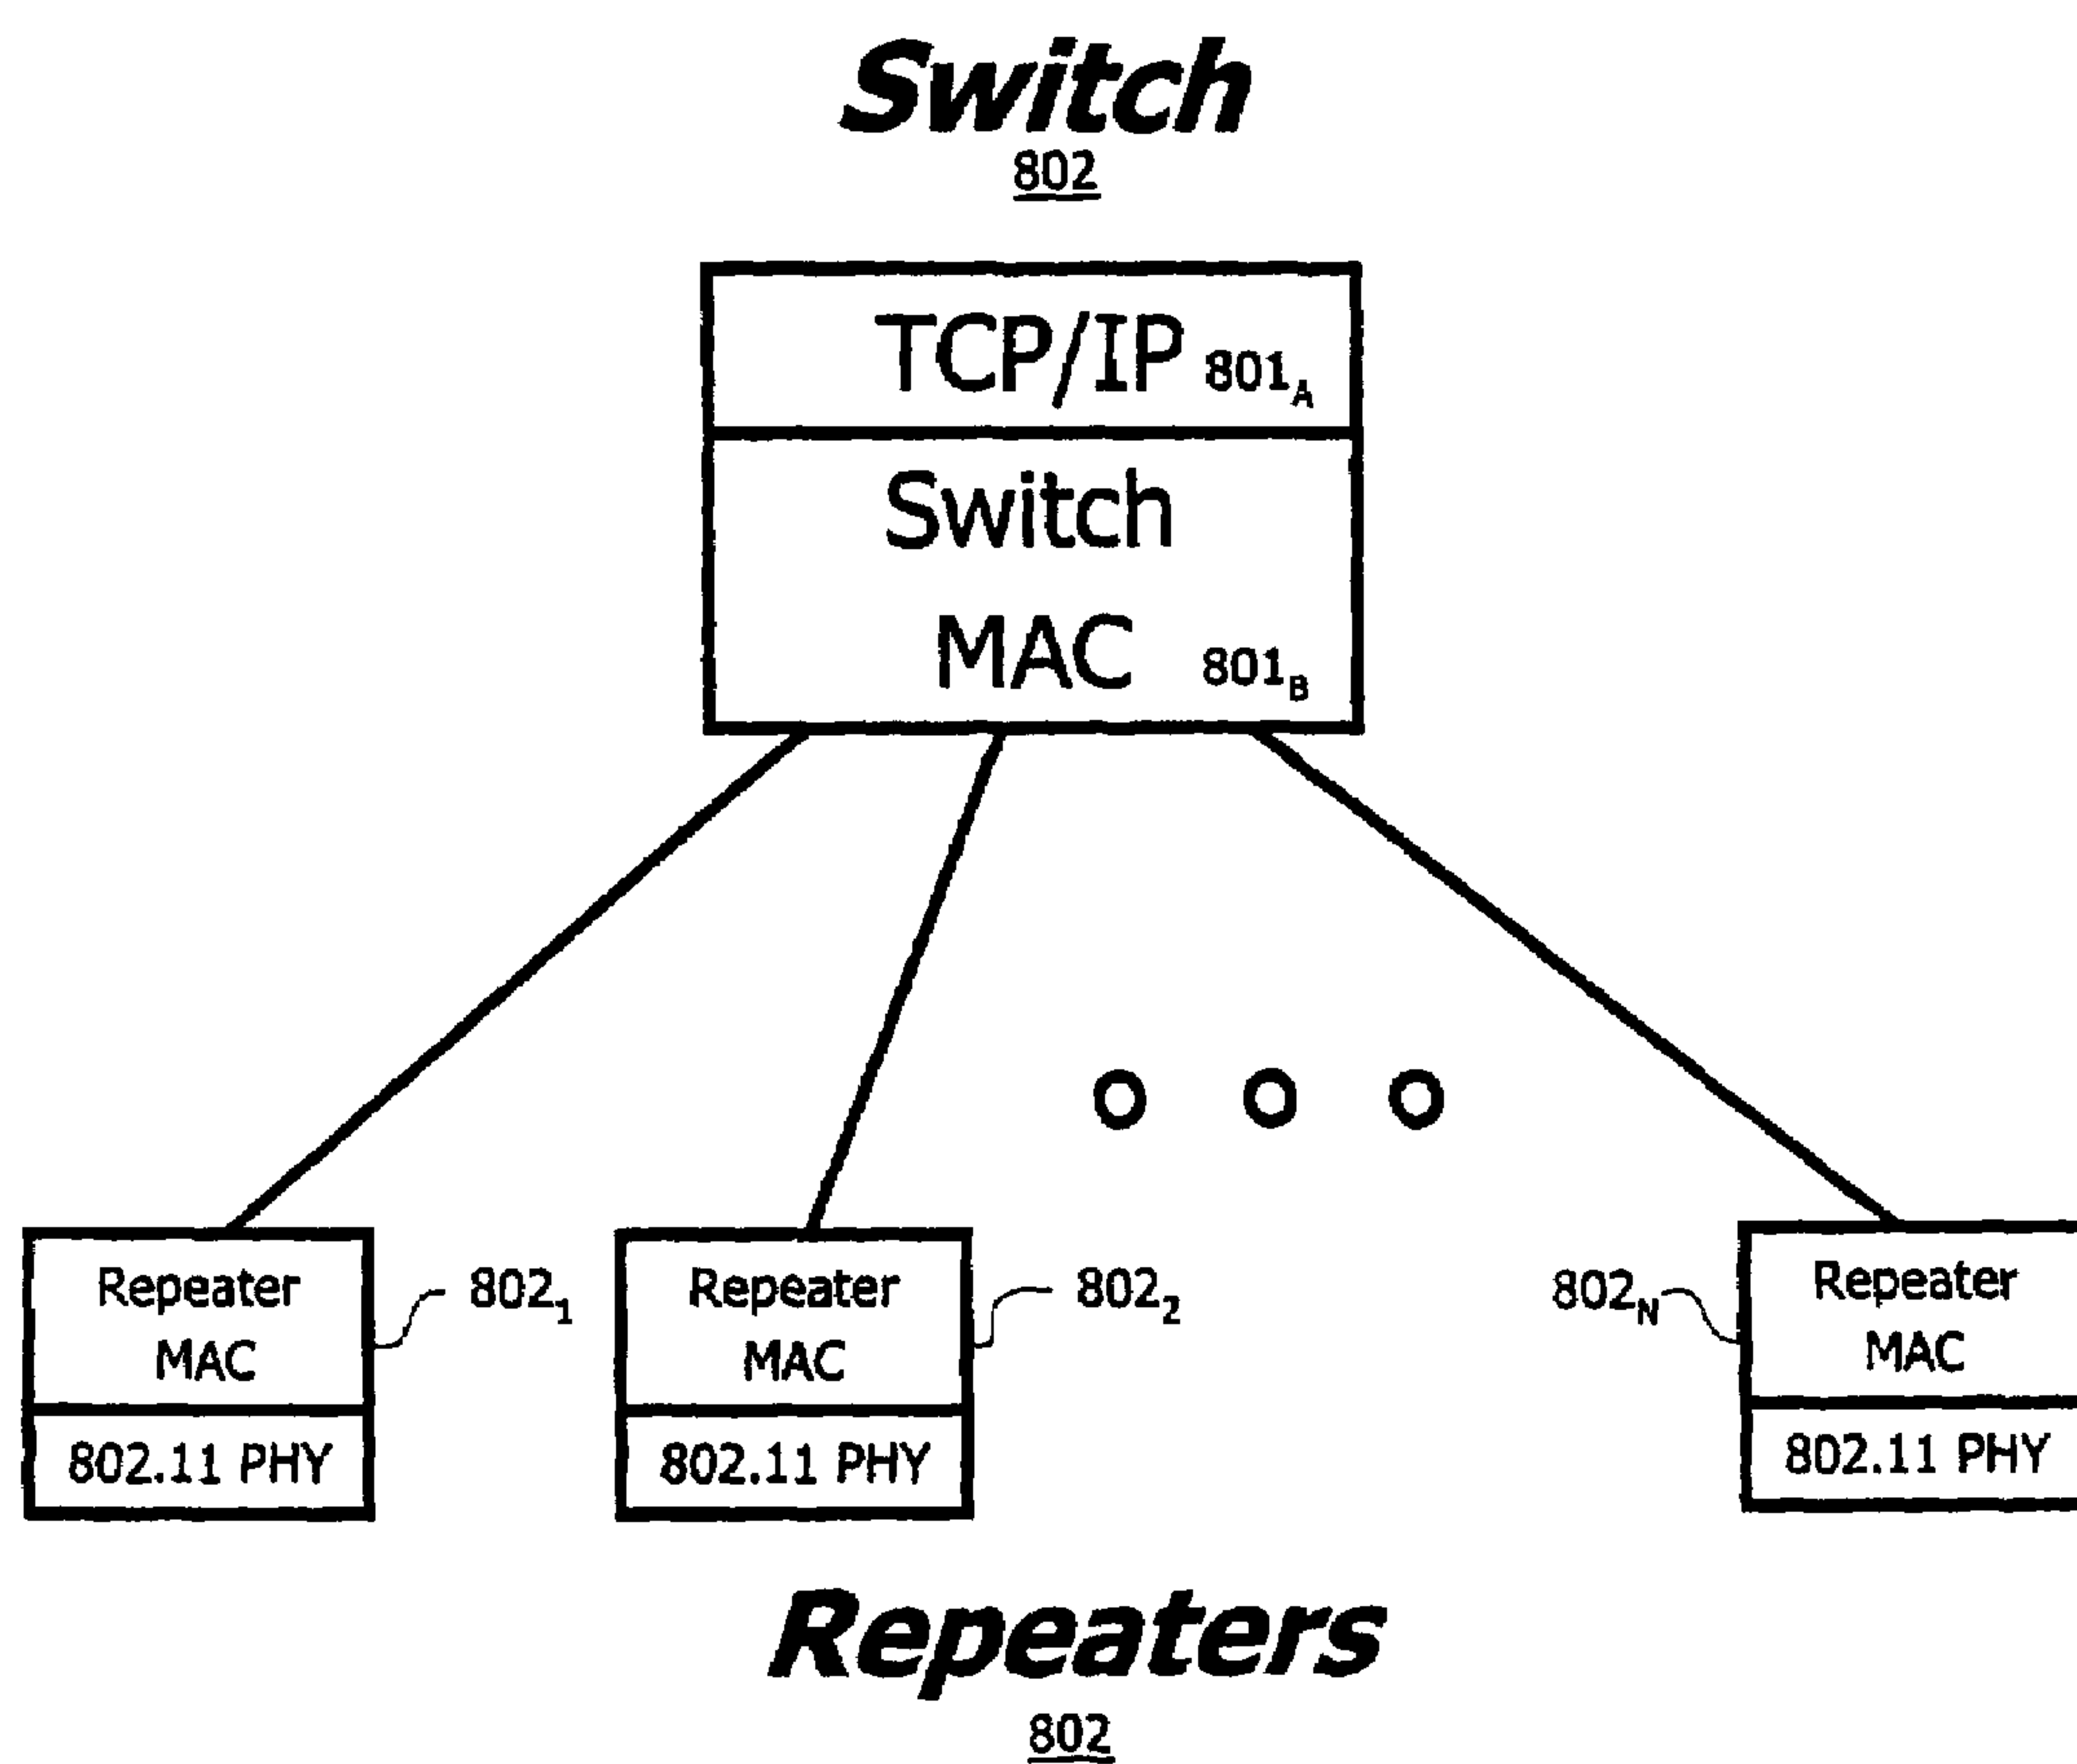 Switch
802
TCP/IP 801A
Switch
MAC 801B
Repeater
MAC
802.11 PHY
8021
Repeater
MAC
802.11 PHY
8022
802N
Repeater
MAC
802.11 PHY
Repeaters
802